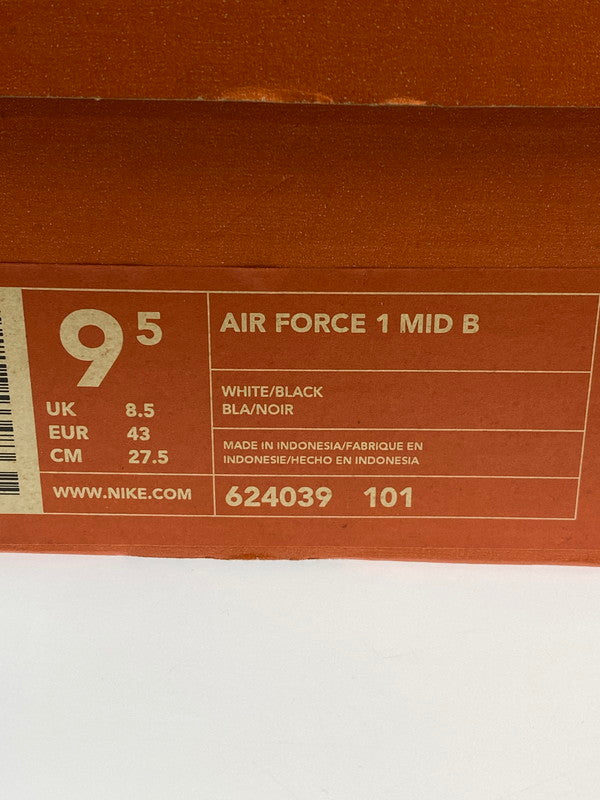 9 5
UK 8.5
EUR 43
CM 27.5
WWW.NIKE.COM
AIR FORCE 1 MID B
WHITE/BLACK
BLA/NOIR
MADE IN INDONESIA/FABRIQUE EN
INDONESIE/HECHO EN INDONESIA
624039 101